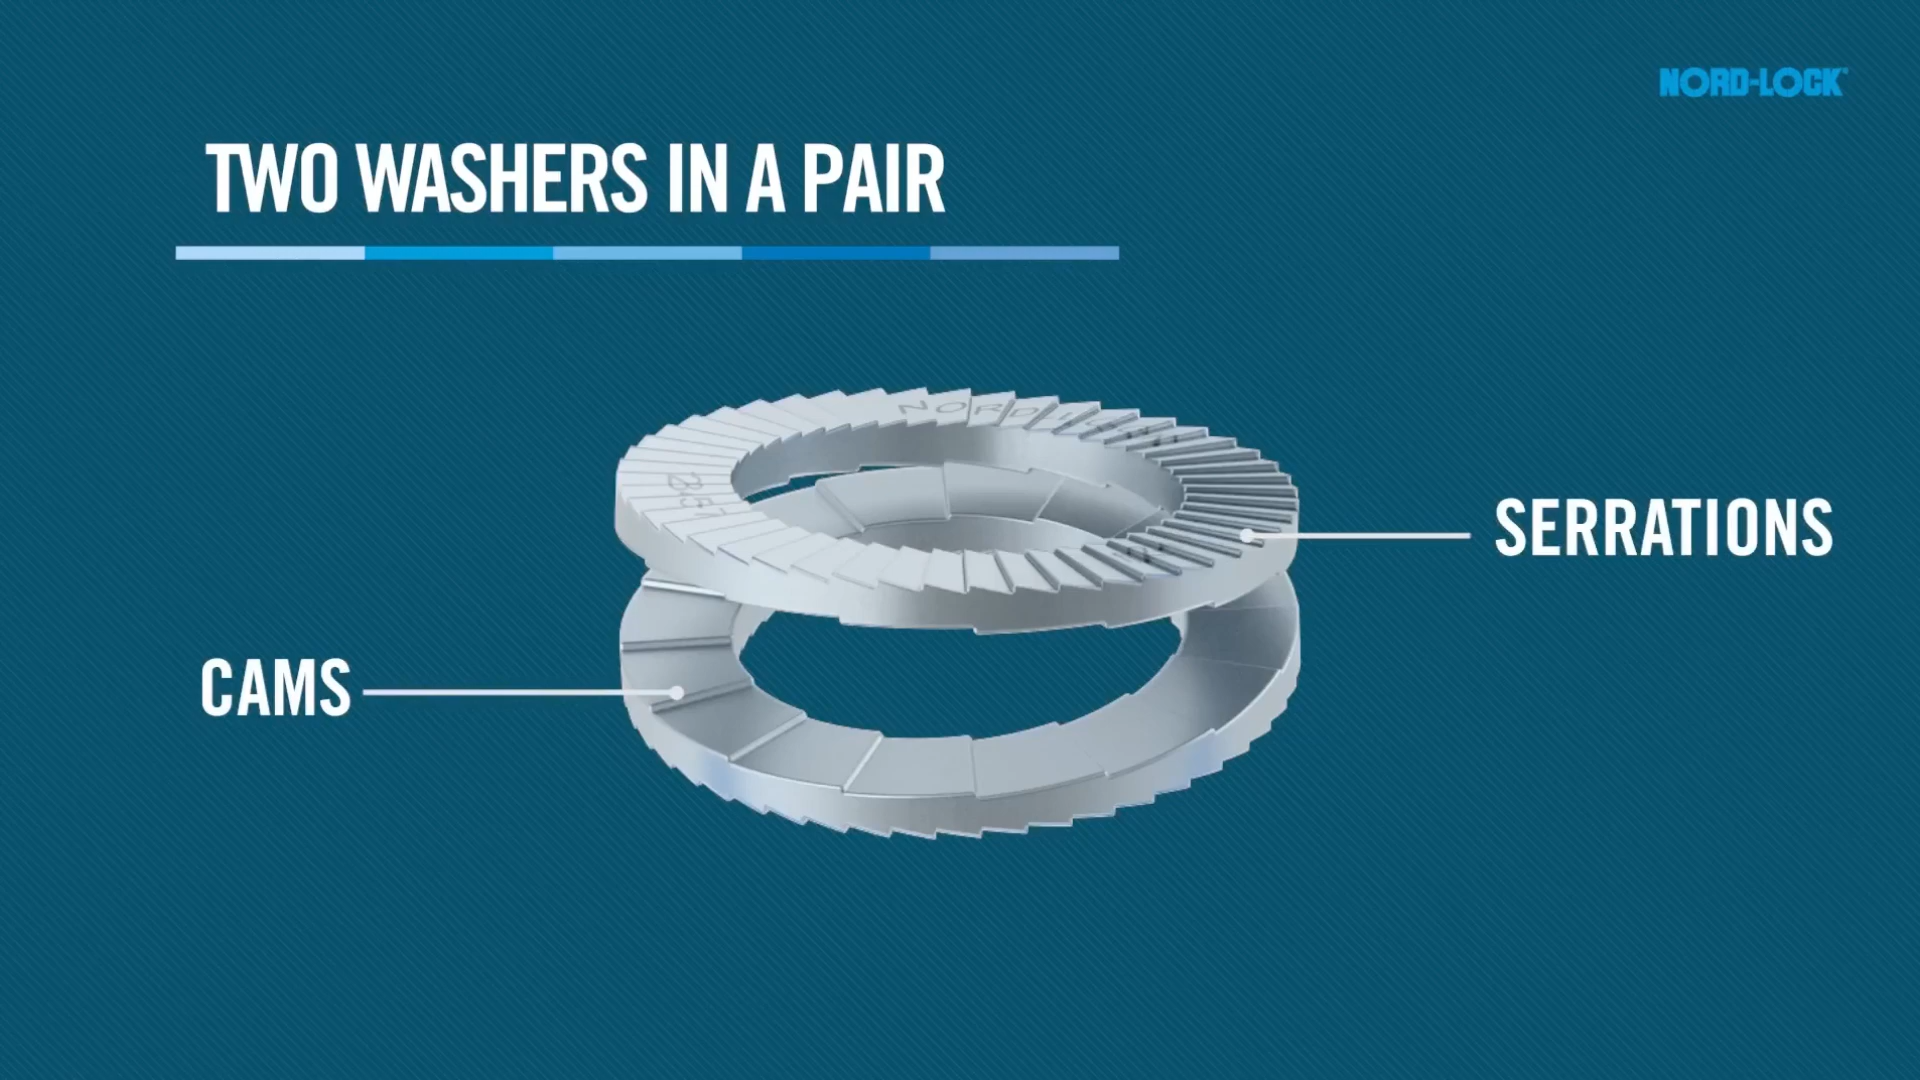 NORD-LOCK
TWO WASHERS IN A PAIR
SERRATIONS
CAMS